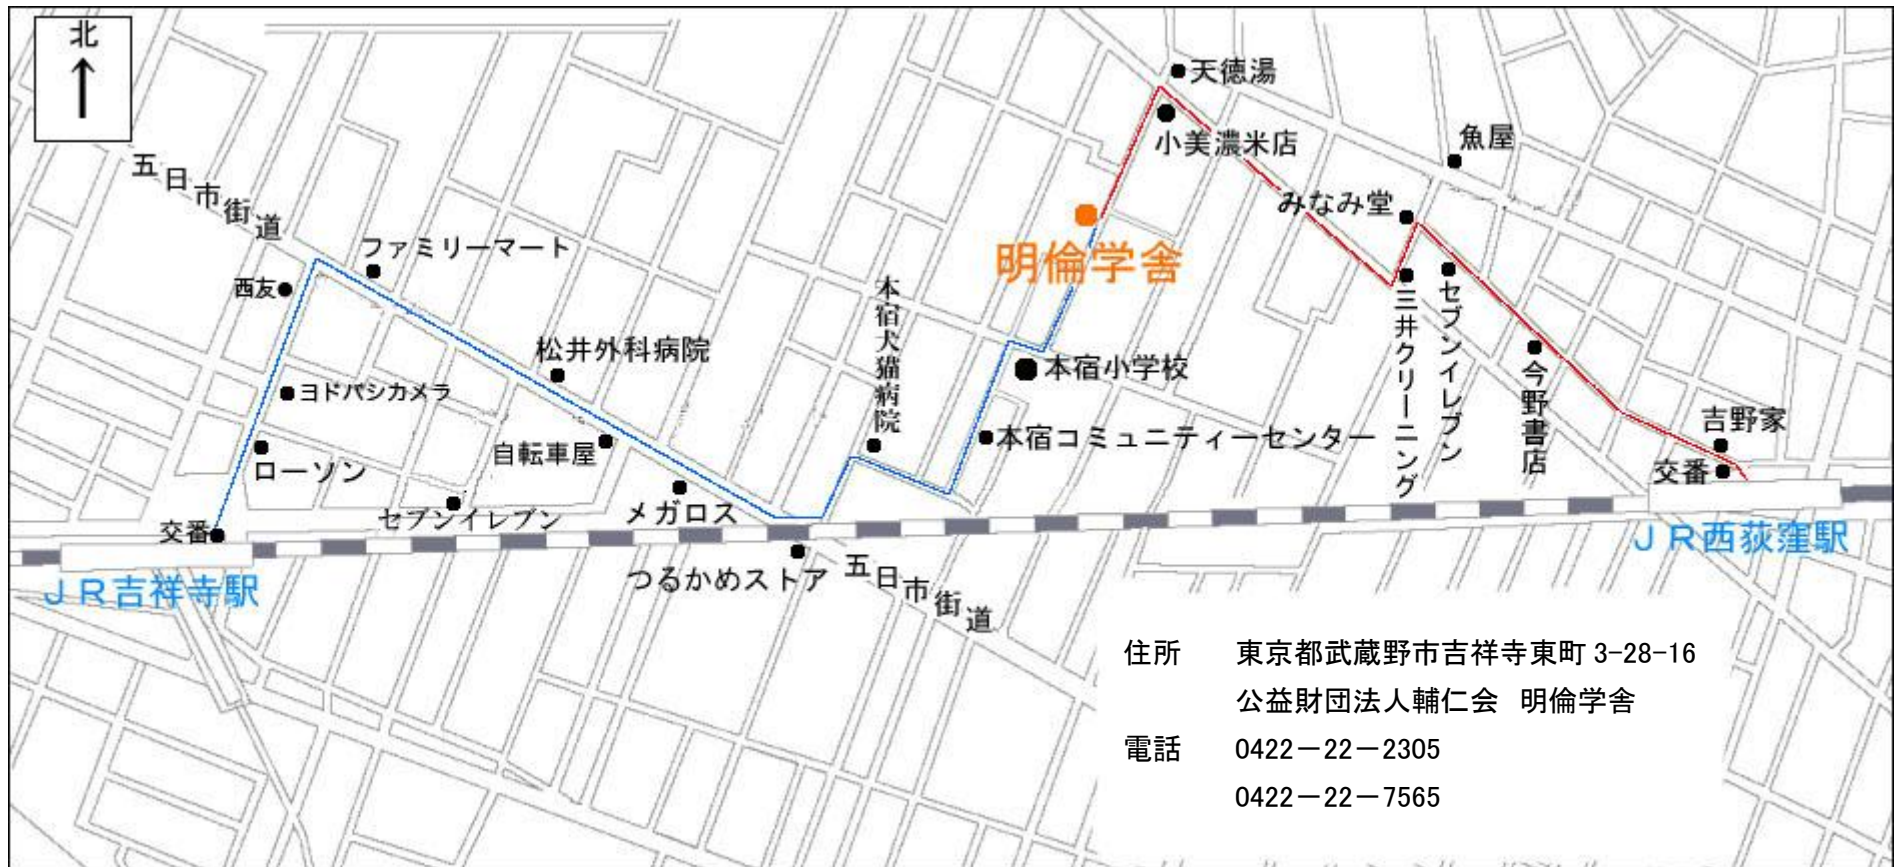 北
天徳湯
小美濃米店
魚屋
五日市街道
ファミリーマート
みなみ堂
明倫学舎
西友
本宿犬猫病院
三井クリーニング
セブンイレブン
松井外科病院
本宿小学校
ヨドバシカメラ
今野書店
吉野家
自転車屋
本宿コミュニティーセンター
ローソン
交番
メガロス
セブンイレブン
交番
JR西荻窪駅
JR吉祥寺駅
つるかめストア
五日市街道
住所 東京都武蔵野市吉祥寺東町 3-28-16
公益財団法人輔仁会 明倫学舎
電話 0422-22-2305
0422-22-7565